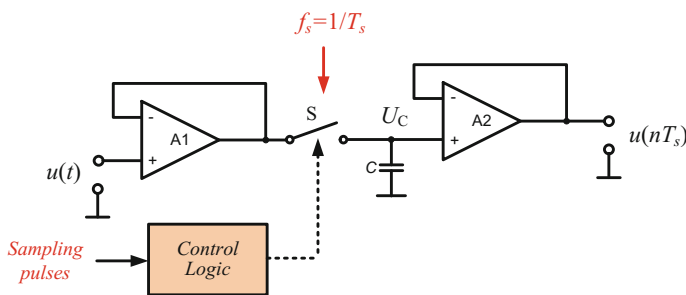 fs=1/Ts
S
UC
-
A1
+
-
A2
+
u(t)
C
u(nTs)
Sampling
pulses
Control
Logic